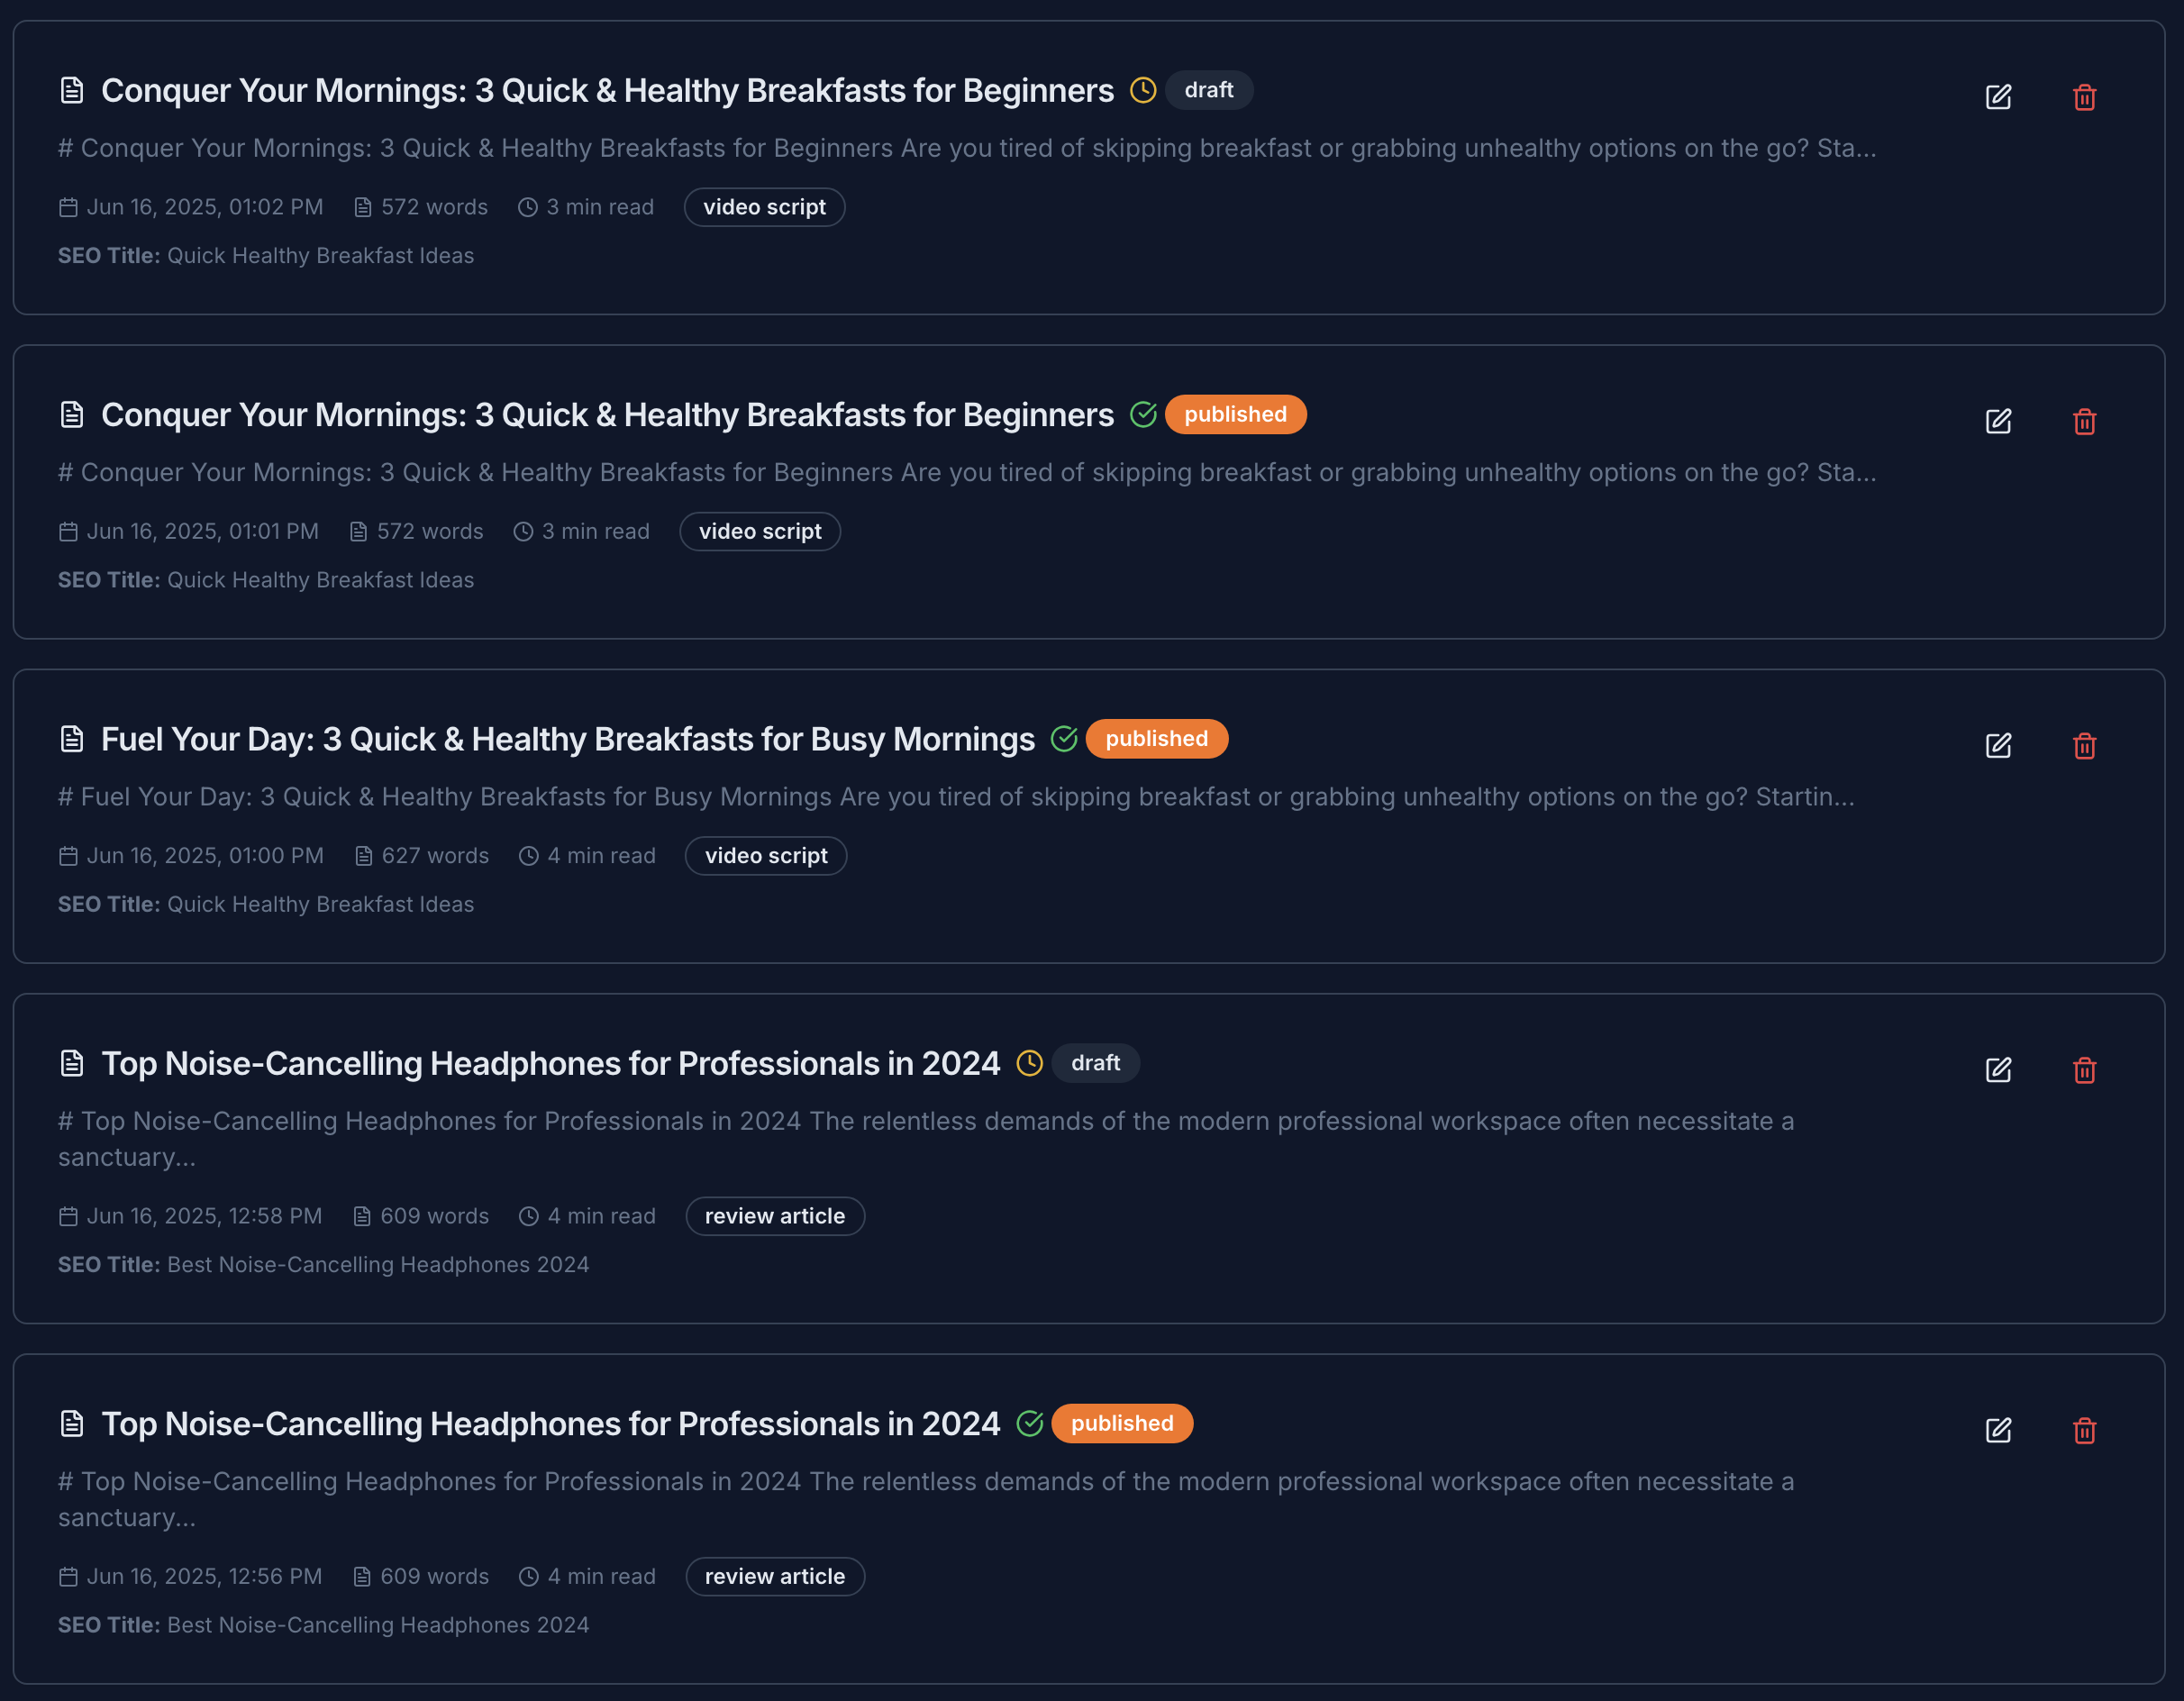 Conquer Your Mornings: 3 Quick & Healthy Breakfasts for Beginners draft
# Conquer Your Mornings: 3 Quick & Healthy Breakfasts for Beginners Are you tired of skipping breakfast or grabbing unhealthy options on the go? Sta...
Jun 16, 2025, 01:02 PM 572 words 3 min read video script
SEO Title: Quick Healthy Breakfast Ideas
Conquer Your Mornings: 3 Quick & Healthy Breakfasts for Beginners published
# Conquer Your Mornings: 3 Quick & Healthy Breakfasts for Beginners Are you tired of skipping breakfast or grabbing unhealthy options on the go? Sta...
Jun 16, 2025, 01:01 PM 572 words 3 min read video script
SEO Title: Quick Healthy Breakfast Ideas
Fuel Your Day: 3 Quick & Healthy Breakfasts for Busy Mornings published
# Fuel Your Day: 3 Quick & Healthy Breakfasts for Busy Mornings Are you tired of skipping breakfast or grabbing unhealthy options on the go? Startin...
Jun 16, 2025, 01:00 PM 627 words 4 min read video script
SEO Title: Quick Healthy Breakfast Ideas
Top Noise-Cancelling Headphones for Professionals in 2024 draft
# Top Noise-Cancelling Headphones for Professionals in 2024 The relentless demands of the modern professional workspace often necessitate a
sanctuary...
Jun 16, 2025, 12:58 PM 609 words 4 min read review article
SEO Title: Best Noise-Cancelling Headphones 2024
Top Noise-Cancelling Headphones for Professionals in 2024 published
# Top Noise-Cancelling Headphones for Professionals in 2024 The relentless demands of the modern professional workspace often necessitate a
sanctuary...
Jun 16, 2025, 12:56 PM 609 words 4 min read review article
SEO Title: Best Noise-Cancelling Headphones 2024